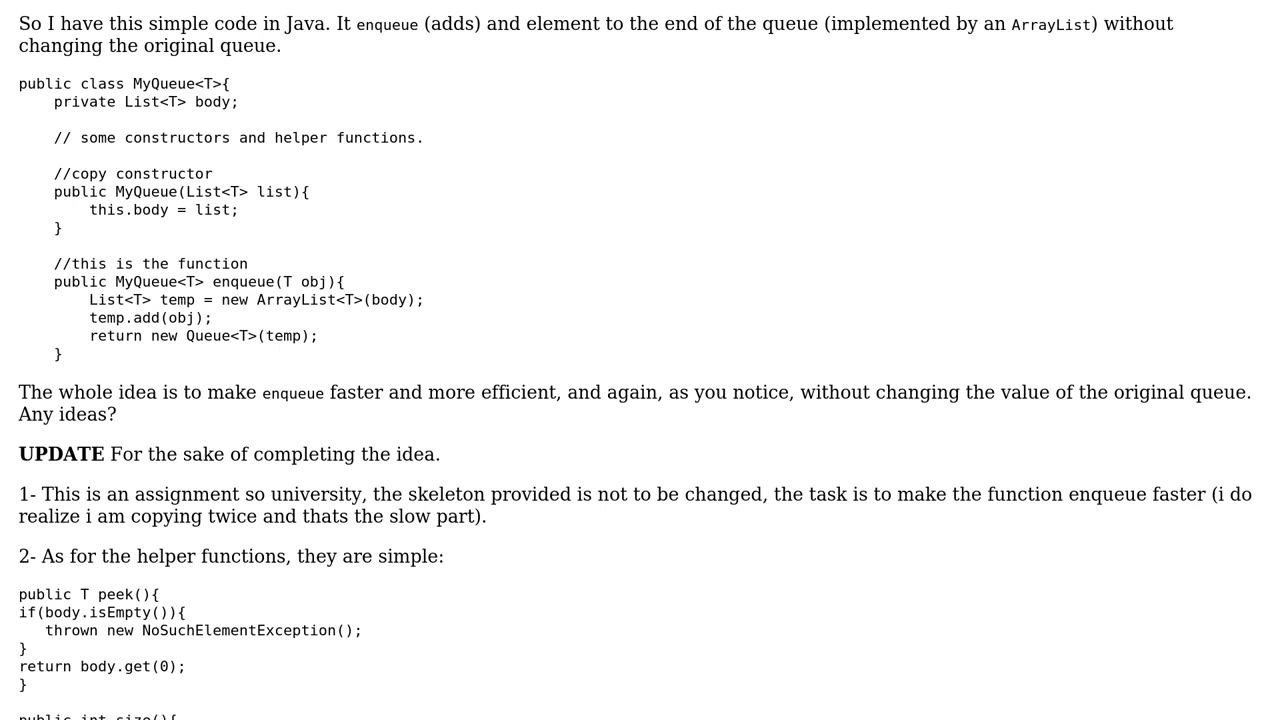 So I have this simple code in Java. It enqueue (adds) and element to the end of the queue (implemented by an ArrayList) without
changing the original queue.
public class MyQueue<T>{
    private List<T> body;
    // some constructors and helper functions.
    //copy constructor
    public MyQueue(List<T> list){
        this.body = list;
    }
    //this is the function
    public MyQueue<T> enqueue(T obj){
        List<T> temp = new ArrayList<T>(body);
        temp.add(obj);
        return new Queue<T>(temp);
    }
The whole idea is to make enqueue faster and more efficient, and again, as you notice, without changing the value of the original queue.
Any ideas?
UPDATE For the sake of completing the idea.
1- This is an assignment so university, the skeleton provided is not to be changed, the task is to make the function enqueue faster (i do
realize i am copying twice and thats the slow part).
2- As for the helper functions, they are simple:
public T peek(){
if(body.isEmpty()){
   thrown new NoSuchElementException();
}
return body.get(0);
}
public int size(){